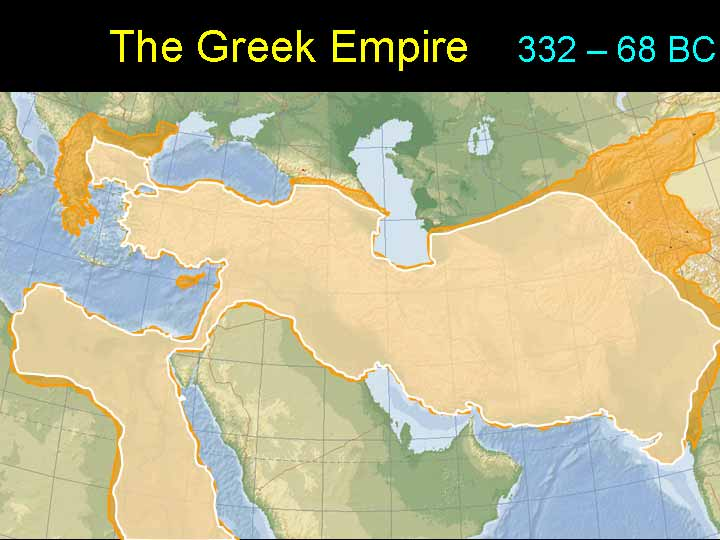 The Greek Empire 332 – 68 BC